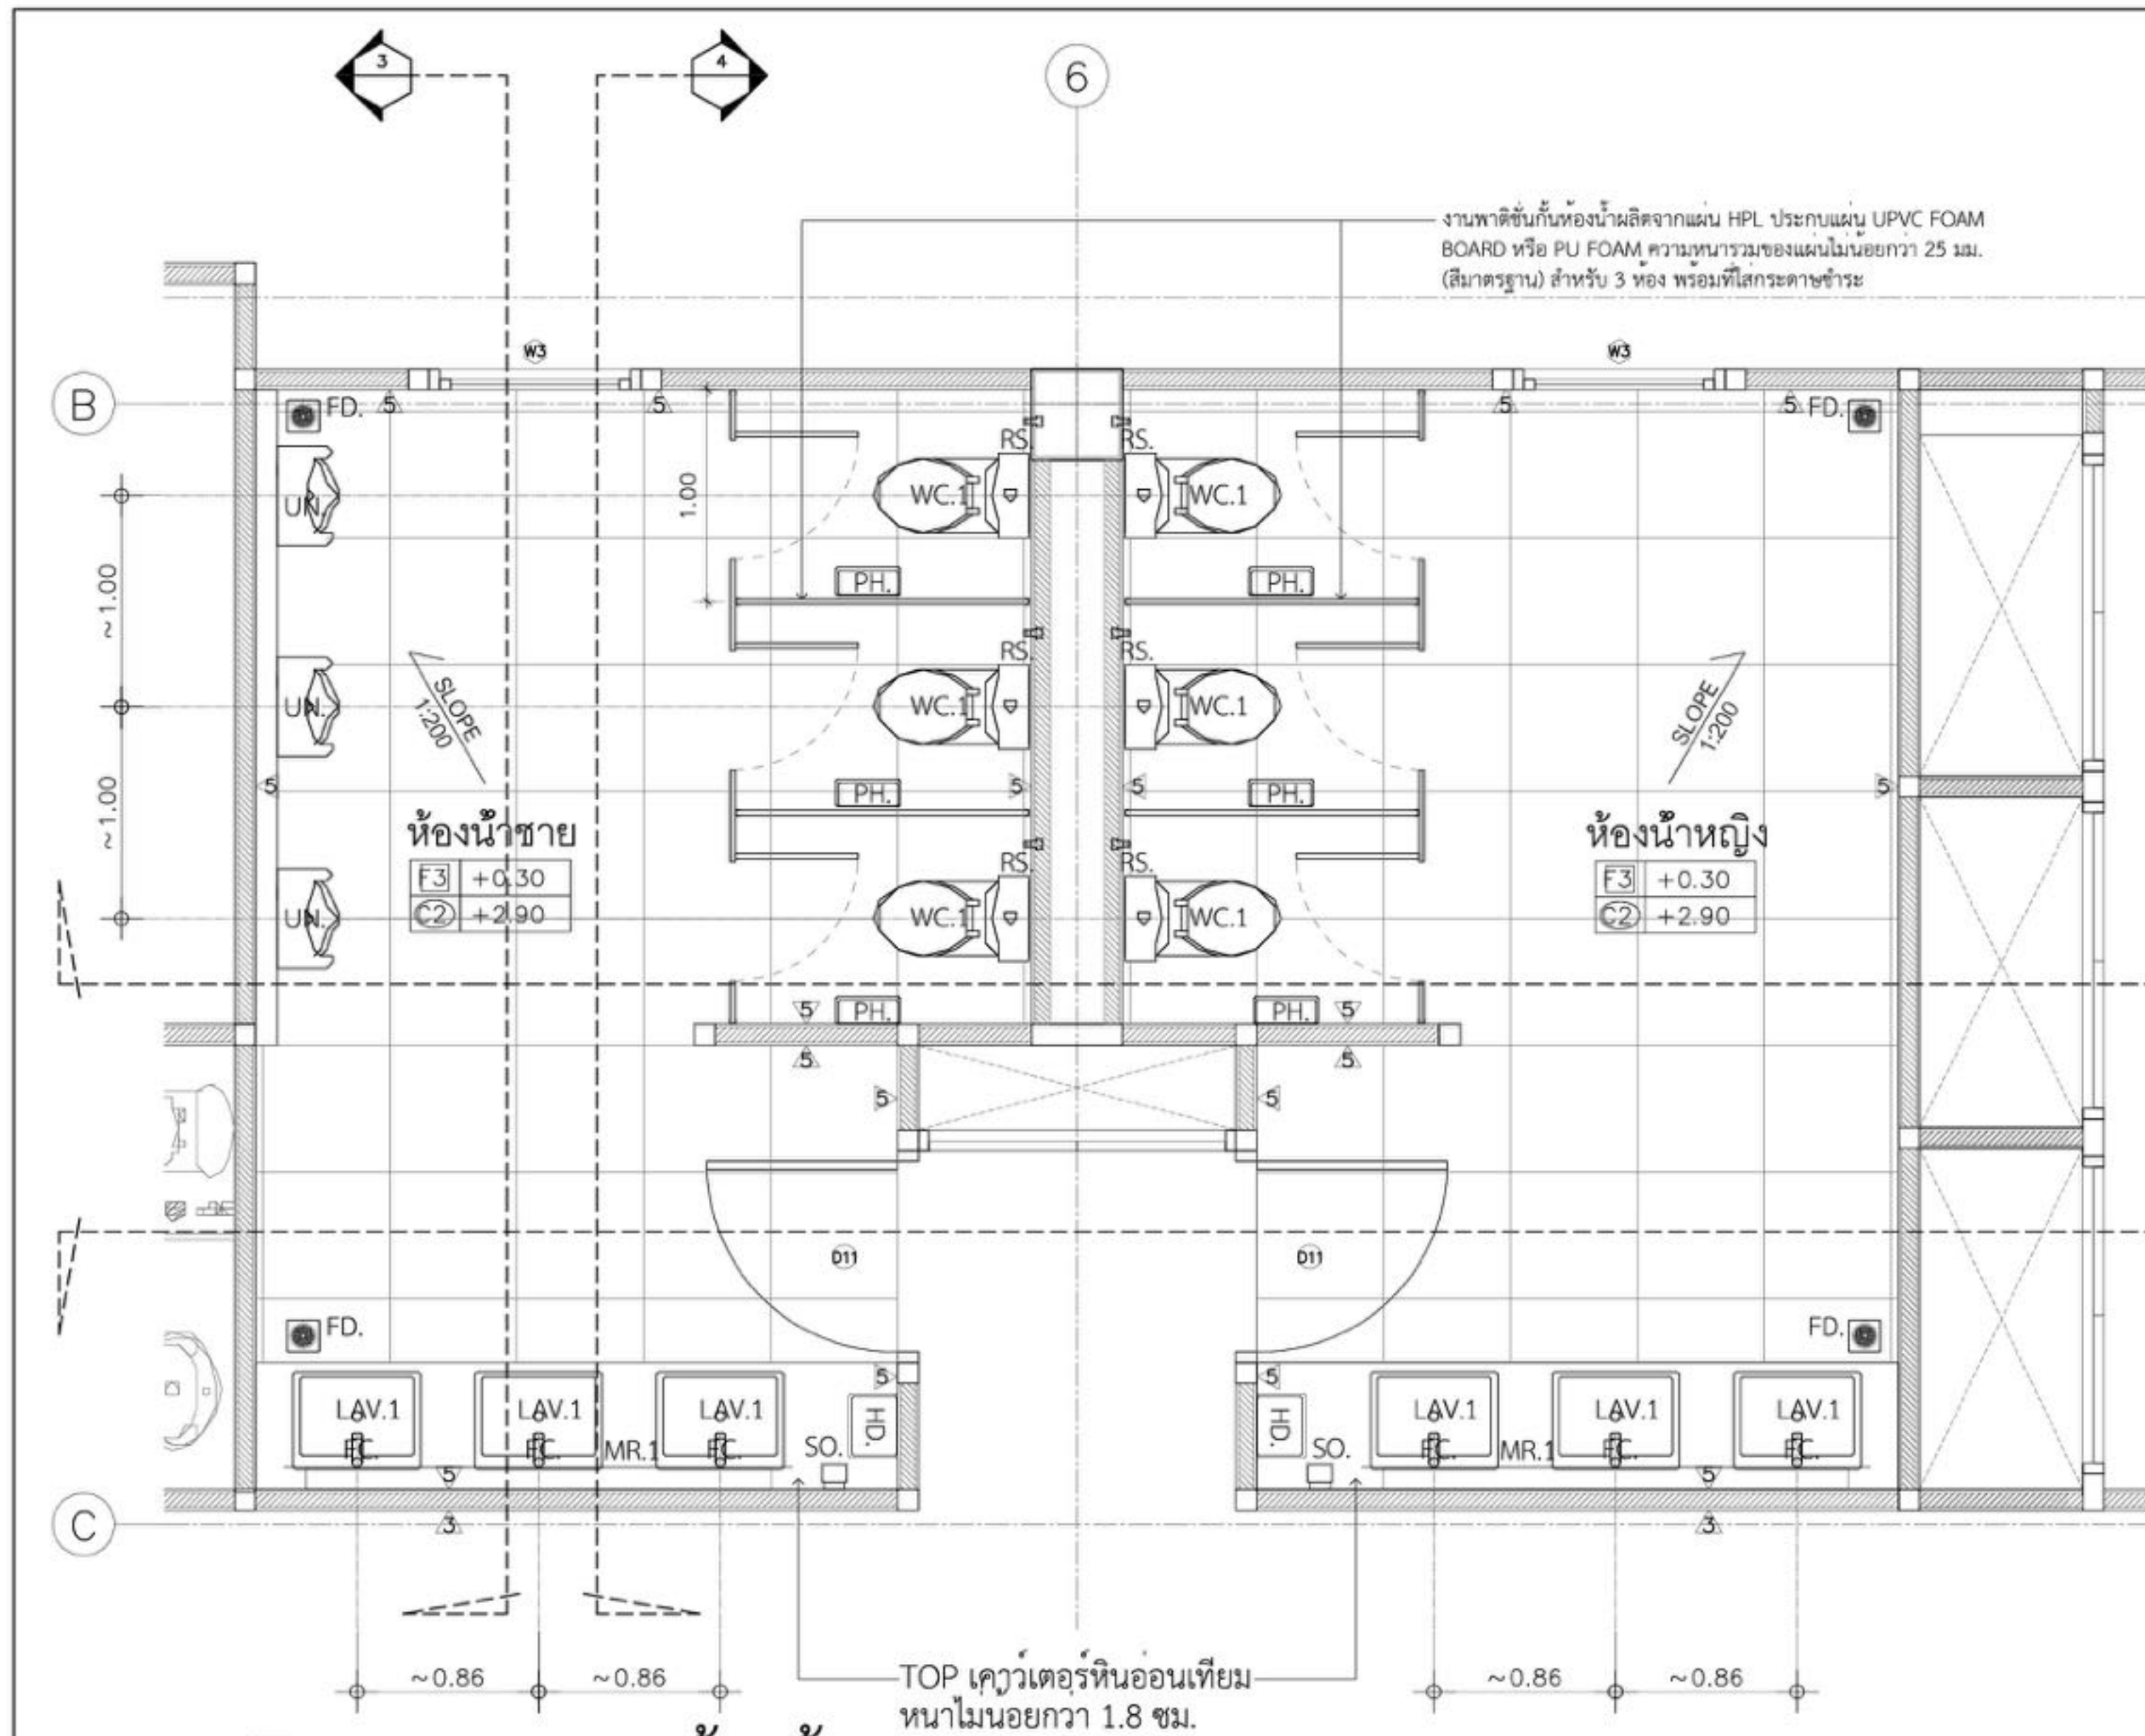 3
4
6
งานพาติชั่นกั้นห้องน้ำผลิตจากแผ่น HPL ประกบแผ่น UPVC FOAM
BOARD หรือ PU FOAM ความหนารวมของแผ่นไม่น้อยกว่า 25 มม.
(สีมาตรฐาน) สำหรับ 3 ห้อง พร้อมที่ใส่กระดาษชำระ
W3
W3
B
FD.
5
5
5
5
FD.
RS.
RS.
UN.
1.00
WC.1
WC.1
~1.00
PH.
PH.
RS.
RS.
SLOPE
1:200
SLOPE
1:200
UN.
WC.1
WC.1
~1.00
5
PH.
5
5
PH.
5
ห้องน้ำชาย
ห้องน้ำหญิง
F3 +0.30
C2 +2.90
F3 +0.30
C2 +2.90
RS.
RS.
UN.
WC.1
WC.1
5
PH.
PH.
5
5
5
5
5
D11
D11
FD.
FD.
5
5
LAV.1
LAV.1
LAV.1
HD.
HD.
LAV.1
LAV.1
LAV.1
FC.
FC.
MR.1
FC.
SO.
SO.
FC.
MR.1
FC.
FC.
5
5
C
3
3
~0.86
~0.86
TOP เคาว์เตอร์หินอ่อนเทียม
หนาไม่น้อยกว่า 1.8 ซม.
~0.86
~0.86